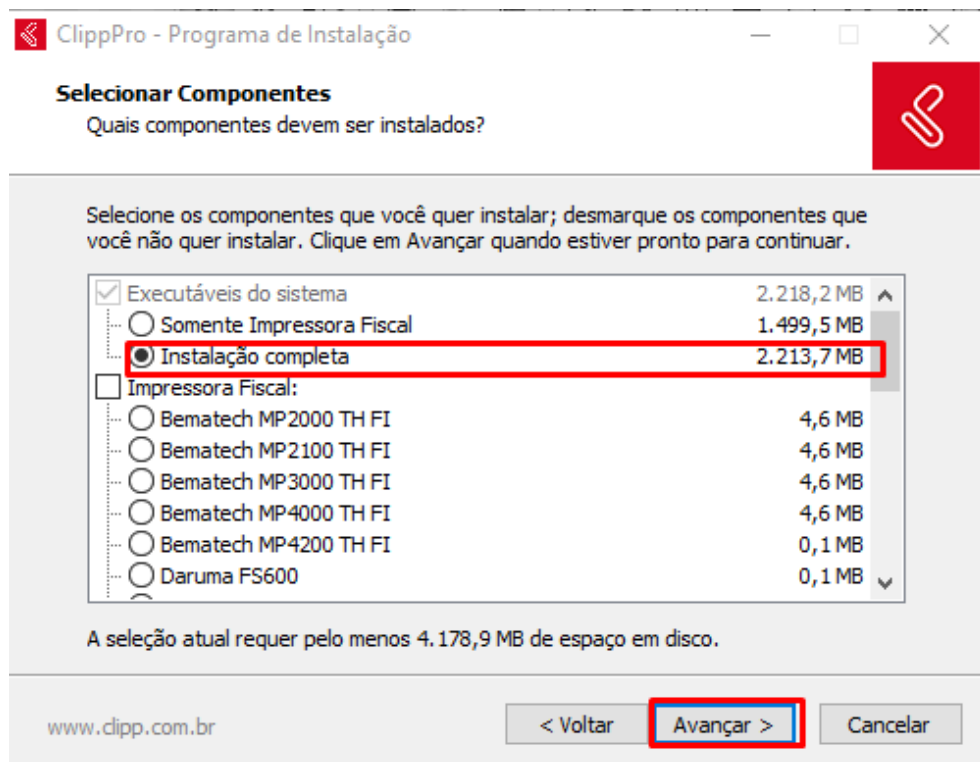 ClippPro - Programa de Instalação
Selecionar Componentes
Quais componentes devem ser instalados?
Selecione os componentes que você quer instalar; desmarque os componentes que
você não quer instalar. Clique em Avançar quando estiver pronto para continuar.
Executáveis do sistema 2.218,2 MB
Somente Impressora Fiscal 1.499,5 MB
Instalação completa 2.213,7 MB
Impressora Fiscal:
Bematech MP2000 TH FI 4,6 MB
Bematech MP2100 TH FI 4,6 MB
Bematech MP3000 TH FI 4,6 MB
Bematech MP4000 TH FI 4,6 MB
Bematech MP4200 TH FI 0,1 MB
Daruma FS600 0,1 MB
A seleção atual requer pelo menos 4.178,9 MB de espaço em disco.
www.clipp.com.br < Voltar Avançar > Cancelar